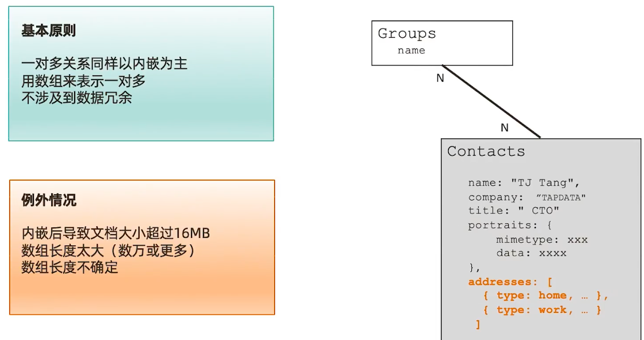 基本原则
一对多关系同样以内嵌为主
用数组来表示一对多
不涉及到数据冗余
例外情况
内嵌后导致文档大小超过16MB
数组长度太大（数万或更多）
数组长度不确定
Groups
name
N
N
Contacts
name: "TJ Tang",
company: "TAPDATA"
title: " CTO"
portraits: {
mimetype: xxx
data: xxxx
},
addresses: [
{ type: home, … },
{ type: work, … }
]